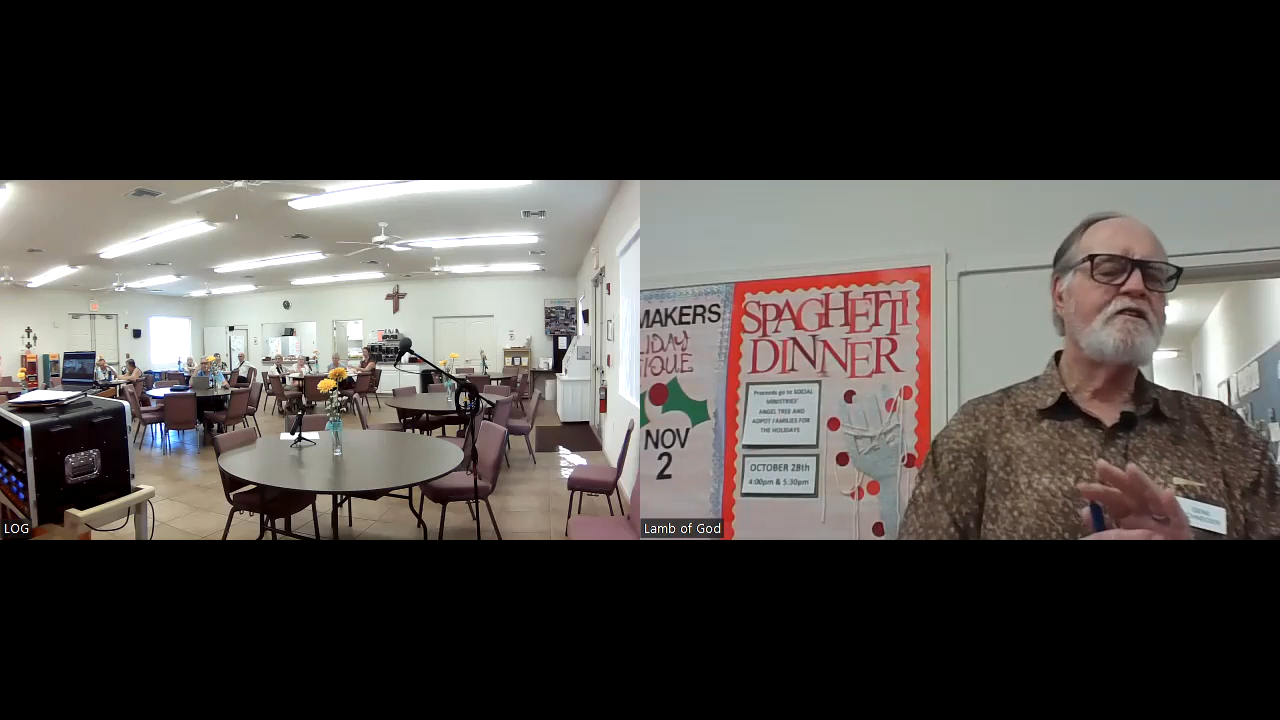 MAKERS
NOV
2
SPAGHETTI
DINNER
Proceeds go to SOCIAL
MINISTRIES'
ANGEL TREE AND
ADPOT FAMILIES FOR
THE HOLIDAYS
OCTOBER 28th
4:00pm & 5:30pm
LOG
Lamb of God